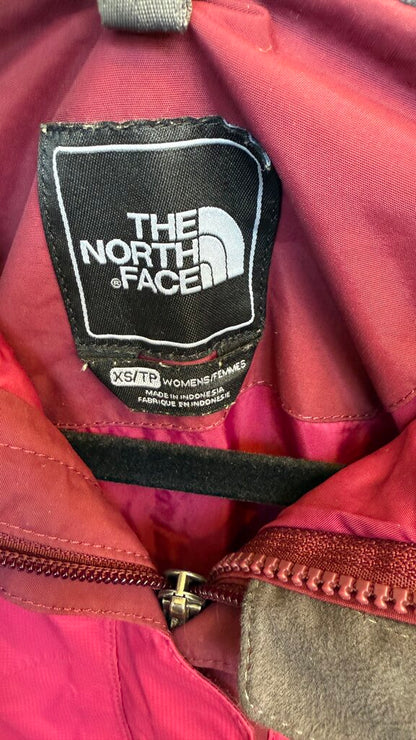 THE
NORTH
®FACE
XS/TP WOMENS/FEMMES
MADE IN INDONESIA
FABRIQUE EN INDONESIE